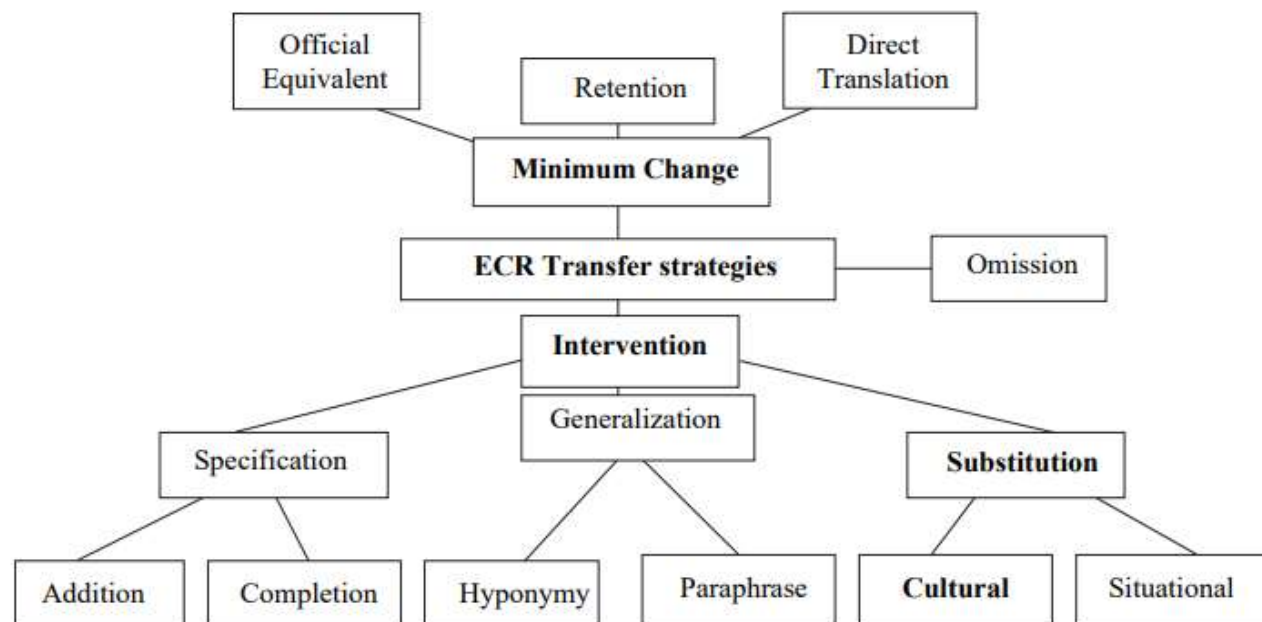 Official
Equivalent
Retention
Direct
Translation
Minimum Change
ECR Transfer strategies
Omission
Intervention
Generalization
Specification
Substitution
Addition
Completion
Hyponymy
Paraphrase
Cultural
Situational